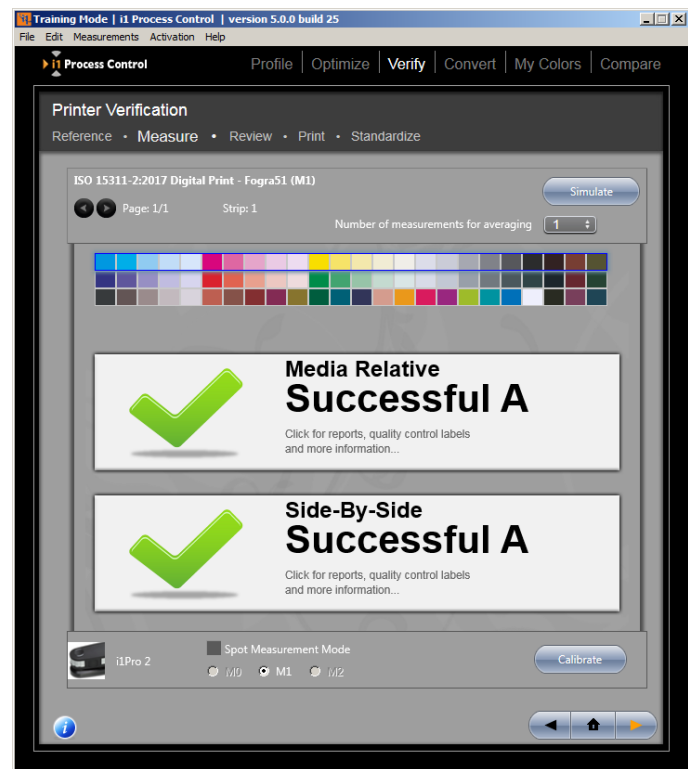 Training Mode | i1 Process Control | version 5.0.0 build 25
File Edit Measurements Activation Help
i1 Process Control Profile | Optimize | Verify | Convert | My Colors | Compare
Printer Verification
Reference • Measure • Review • Print • Standardize
ISO 15311-2:2017 Digital Print - Fogra51 (M1)
Simulate
Page: 1/1 Strip: 1
Number of measurements for averaging 1
Media Relative
Successful A
Click for reports, quality control labels
and more information...
Side-By-Side
Successful A
Click for reports, quality control labels
and more information...
i1Pro 2
Spot Measurement Mode
M0 M1 M2
Calibrate